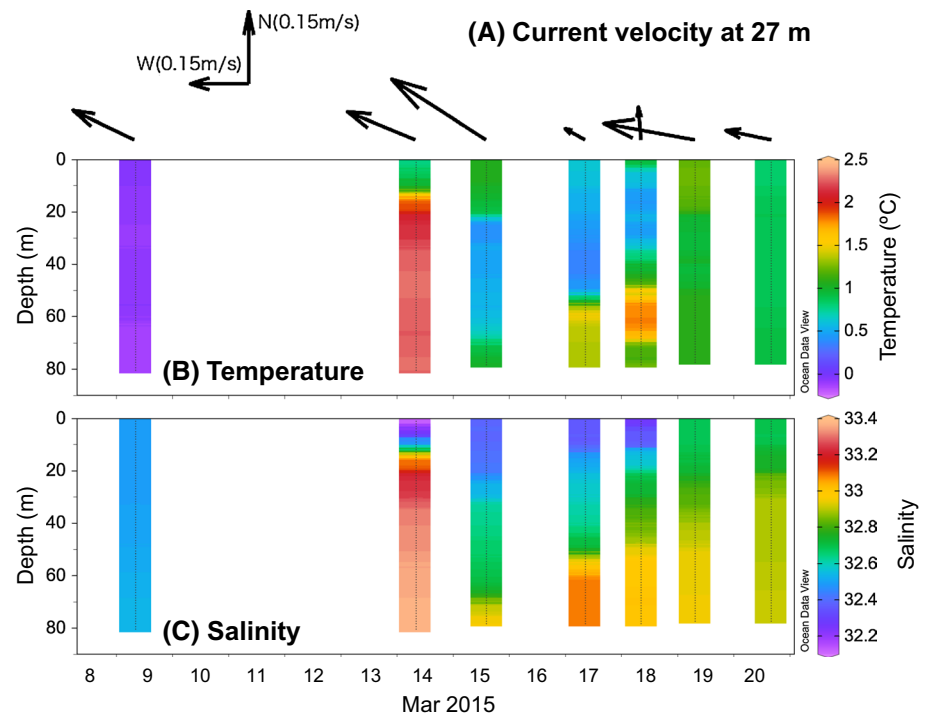 N(0.15m/s)
(A) Current velocity at 27 m
W(0.15m/s)
0
20
40
60
80
Depth (m)
(B) Temperature
Ocean Data View
2.5
2
1.5
1
0.5
0
Temperature (ºC)
0
20
40
60
80
Depth (m)
(C) Salinity
Ocean Data View
33.4
33.2
33
32.8
32.6
32.4
32.2
Salinity
8 9 10 11 12 13 14 15 16 17 18 19 20
Mar 2015